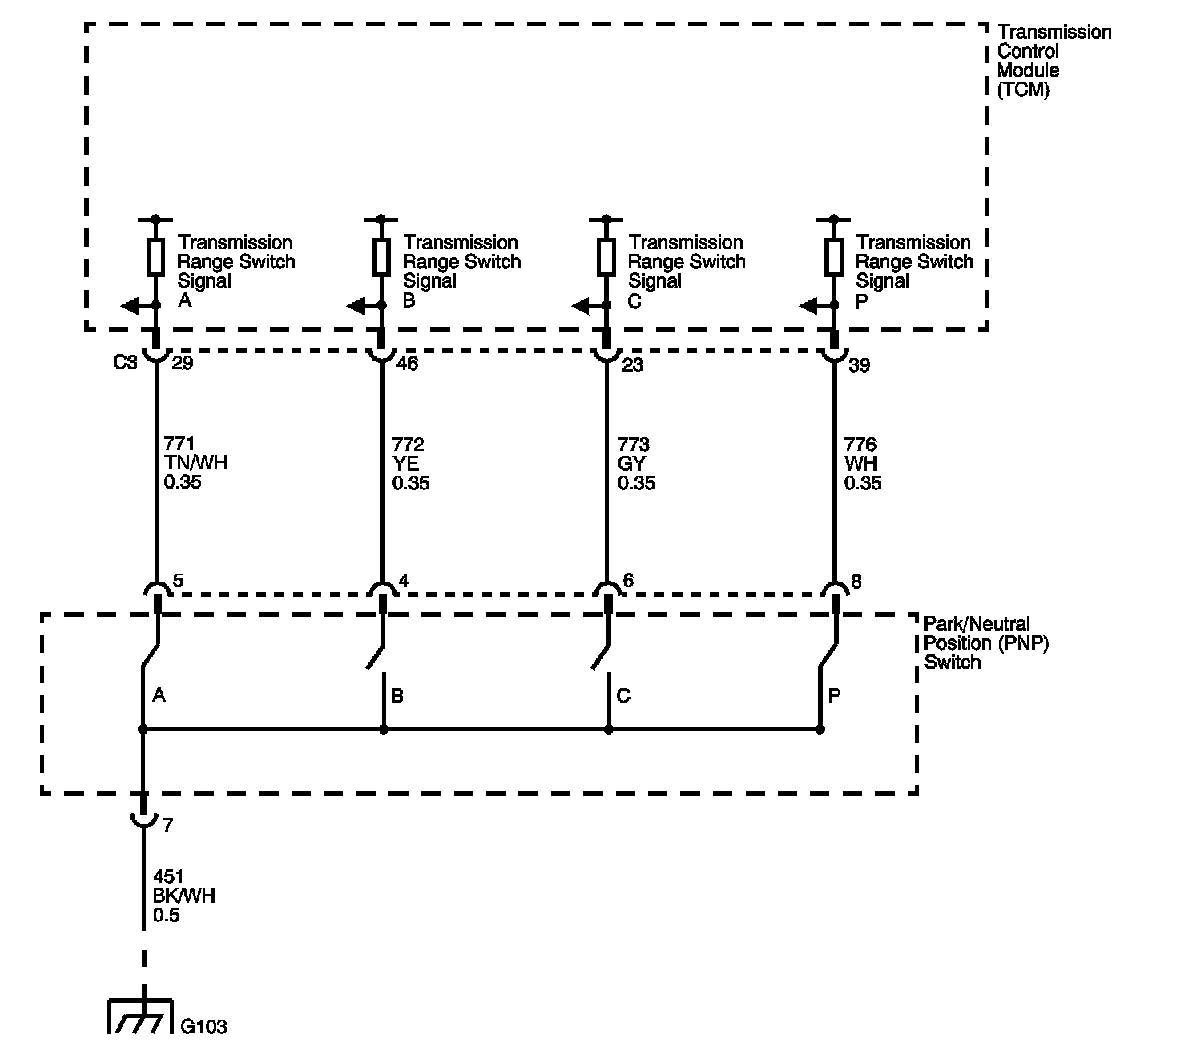 Transmission
Control
Module
(TCM)
Transmission
Range Switch
Signal
A
Transmission
Range Switch
Signal
B
Transmission
Range Switch
Signal
C
Transmission
Range Switch
Signal
P
C3
29
46
23
39
771
TN/WH
0.35
772
YE
0.35
773
GY
0.35
776
WH
0.35
5
4
6
8
Park/Neutral
Position (PNP)
Switch
A
B
C
P
7
451
BK/WH
0.5
G103